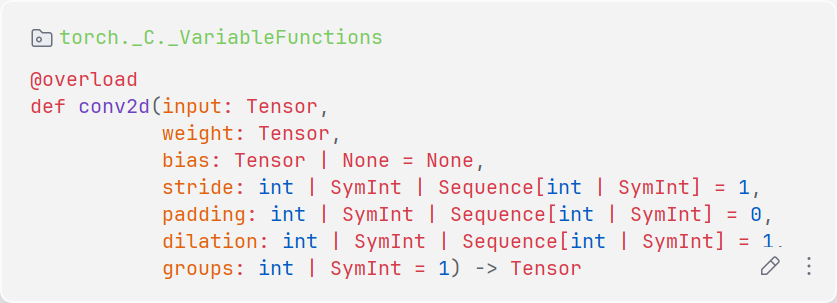 torch._C._VariableFunctions
@overload
def conv2d(input: Tensor,
weight: Tensor,
bias: Tensor | None = None,
stride: int | SymInt | Sequence[int | SymInt] = 1,
padding: int | SymInt | Sequence[int | SymInt] = 0,
dilation: int | SymInt | Sequence[int | SymInt] = 1,
groups: int | SymInt = 1) -> Tensor